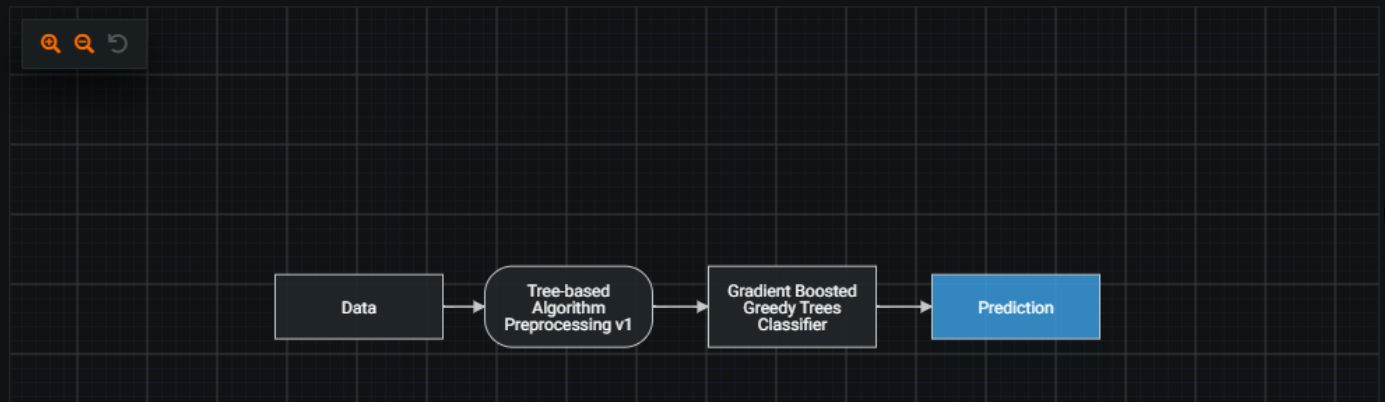 Data
Tree-based
Algorithm
Preprocessing v1
Gradient Boosted
Greedy Trees
Classifier
Prediction